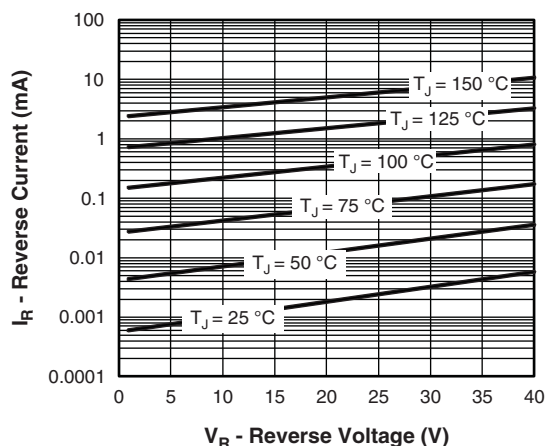 I_R - Reverse Current (mA)
100
10
1
0.1
0.01
0.001
0.0001
T_J = 150 °C
T_J = 125 °C
T_J = 100 °C
T_J = 75 °C
T_J = 50 °C
T_J = 25 °C
0 5 10 15 20 25 30 35 40
V_R - Reverse Voltage (V)